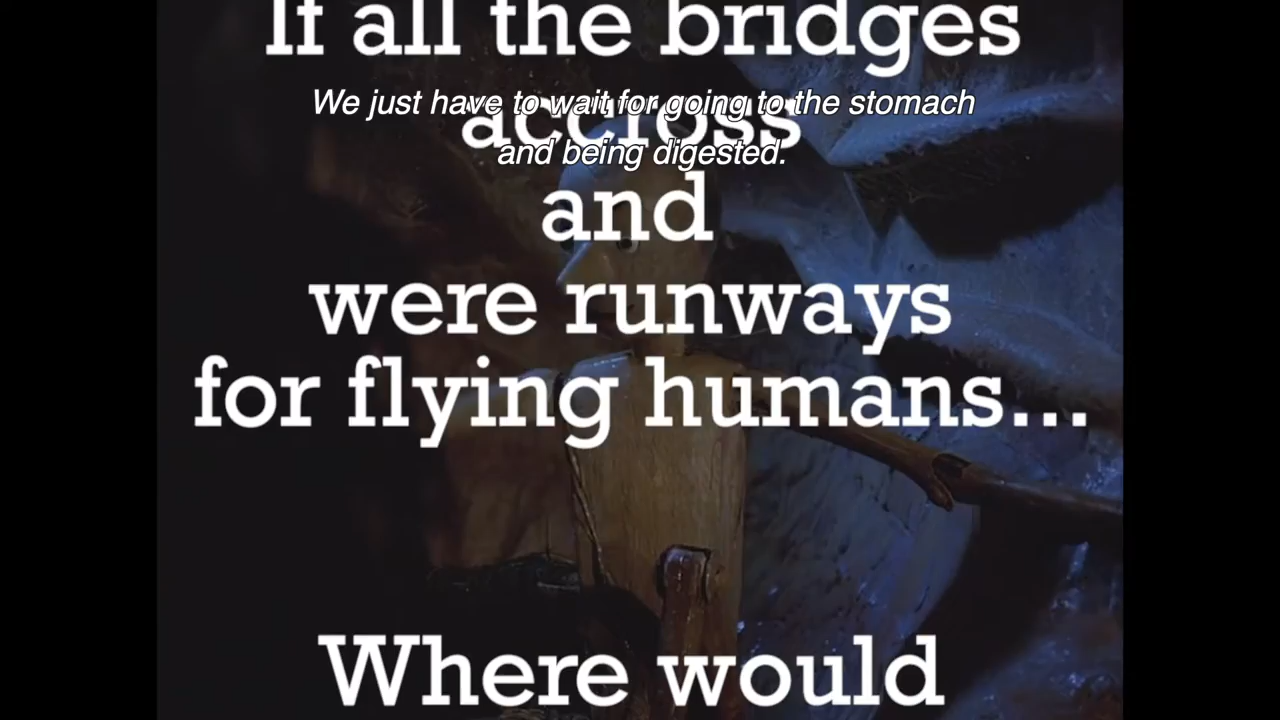 If all the bridges
We just have to wait for going to the stomach
accross
and being digested.
and
were runways
for flying humans...
Where would